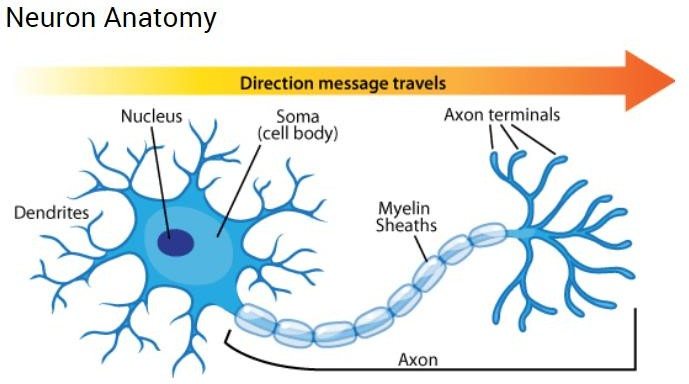 Neuron Anatomy
Direction message travels
Nucleus
Soma
(cell body)
Axon terminals
Dendrites
Myelin
Sheaths
Axon